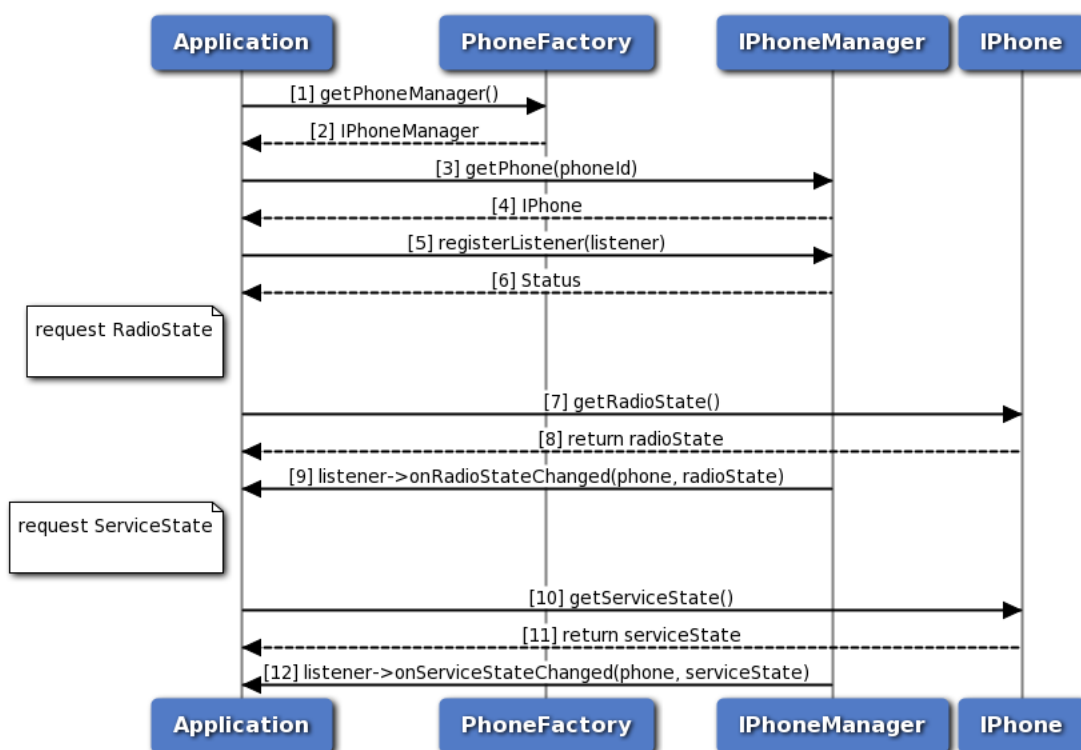 Application
PhoneFactory
IPhoneManager
IPhone
[1] getPhoneManager()
[2] IPhoneManager
[3] getPhone(phoneId)
[4] IPhone
[5] registerListener(listener)
[6] Status
request RadioState
[7] getRadioState()
[8] return radioState
[9] listener->onRadioStateChanged(phone, radioState)
request ServiceState
[10] getServiceState()
[11] return serviceState
[12] listener->onServiceStateChanged(phone, serviceState)
Application
PhoneFactory
IPhoneManager
IPhone